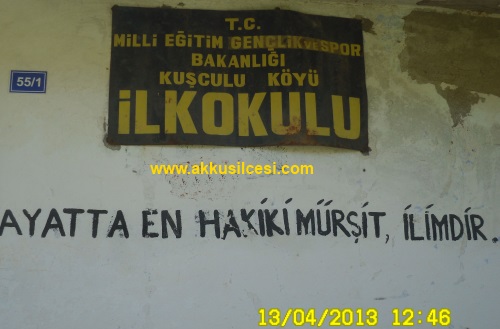 T.C.
MİLLİ EĞİTİM GENÇLİK VE SPOR
BAKANLIĞI
KUŞCULU KÖYÜ
İLKOKULU
55/1
www.akkusilcesi.com
AYATTA EN HAKİKİ MÜRŞİT, İLİMDİR.
13/04/2013 12:46